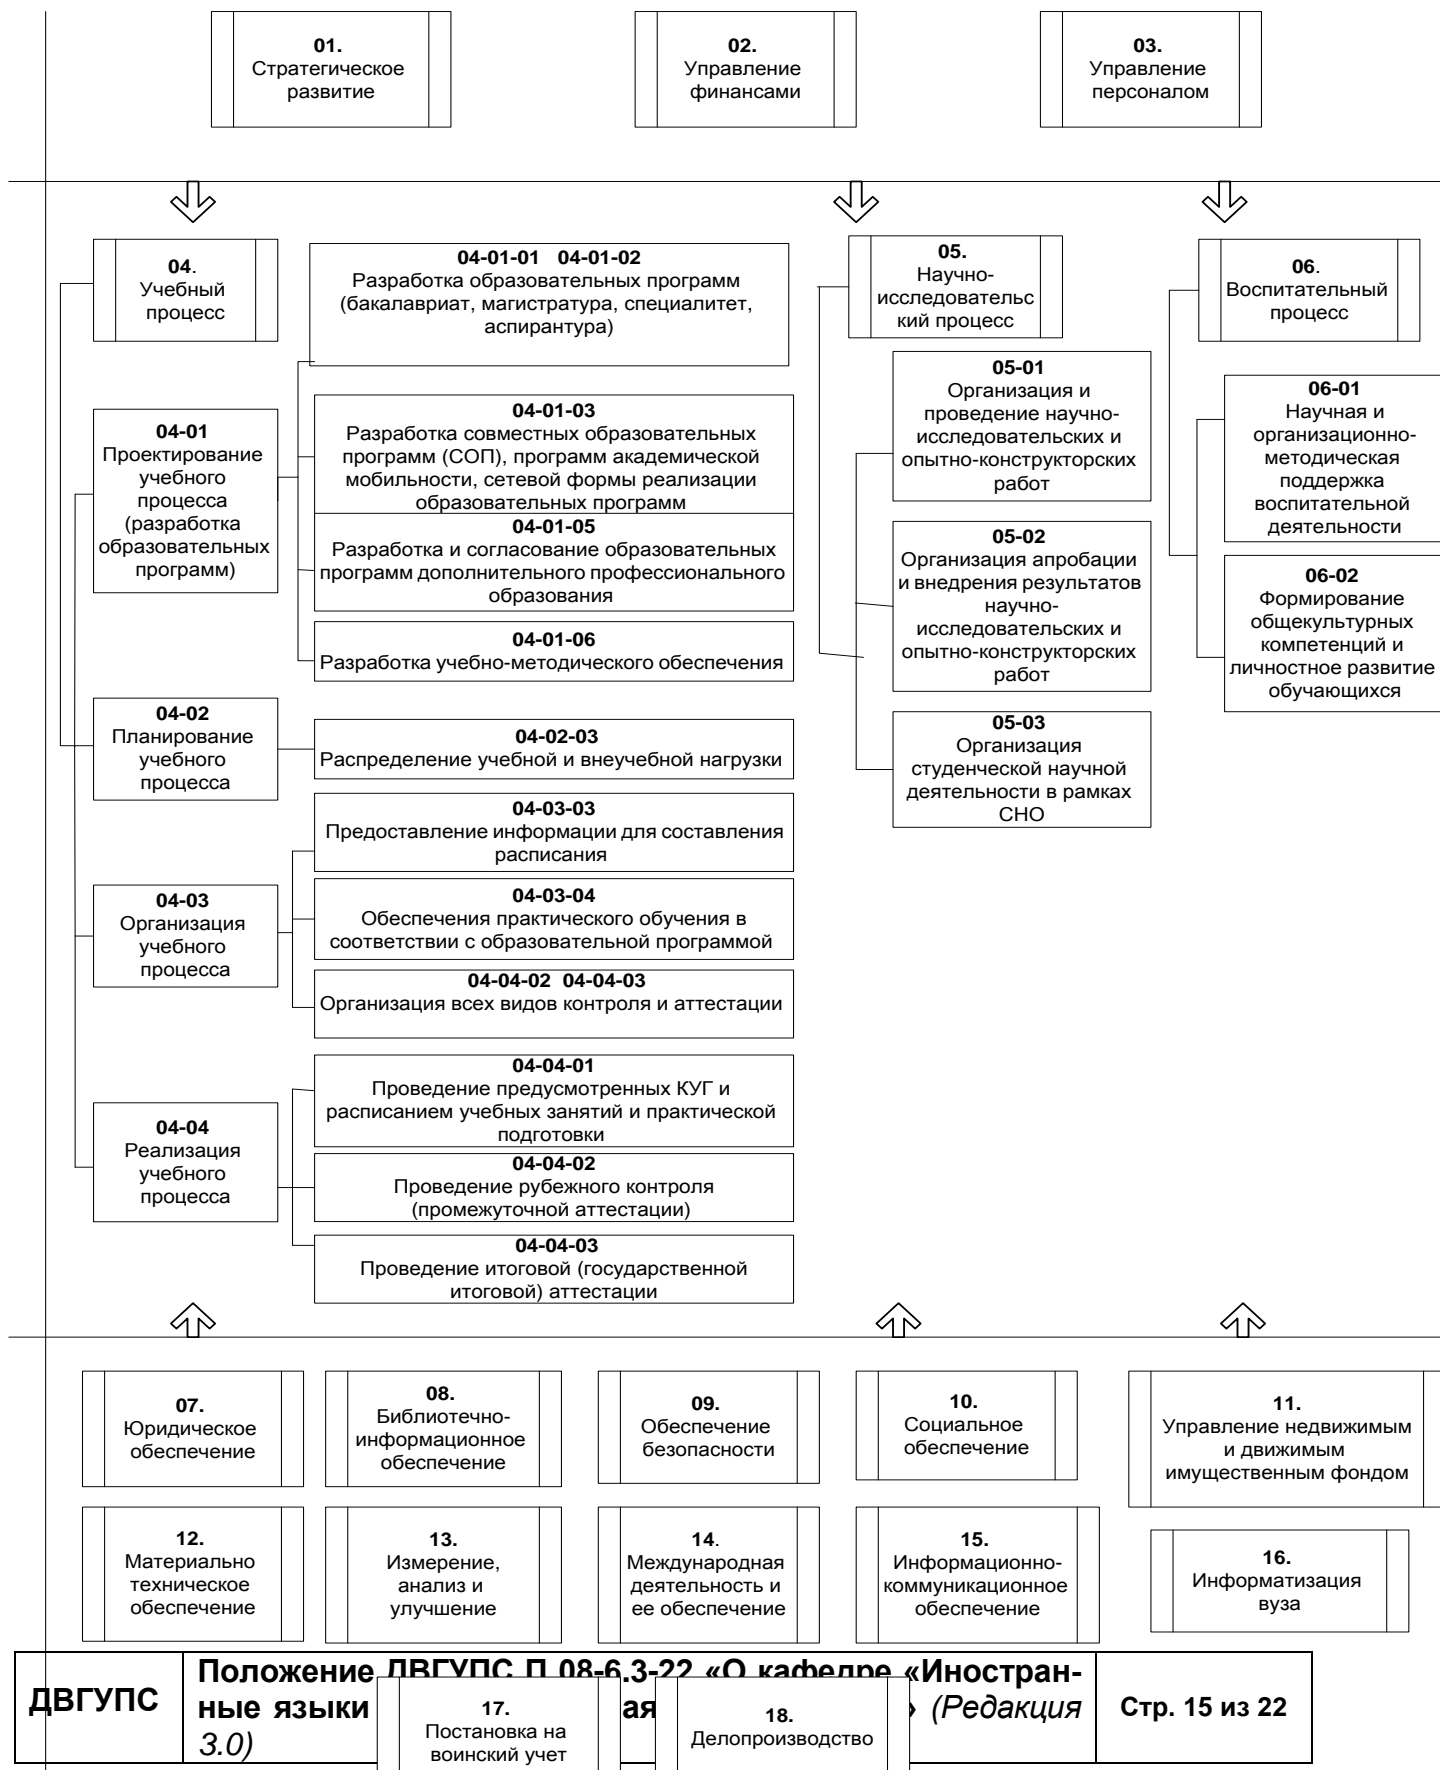 01.
Стратегическое
развитие
02.
Управление
финансами
03.
Управление
персоналом
04.
Учебный
процесс
04-01-01 04-01-02
Разработка образовательных программ
(бакалавриат, магистратура, специалитет,
аспирантура)
04-01
Проектирование
учебного
процесса
(разработка
образовательных
программ)
04-01-03
Разработка совместных образовательных
программ (СОП), программ академической
мобильности, сетевой формы реализации
образовательных программ
04-01-05
Разработка и согласование образовательных
программ дополнительного профессионального
образования
04-01-06
Разработка учебно-методического обеспечения
04-02
Планирование
учебного
процесса
04-02-03
Распределение учебной и внеучебной нагрузки
04-03
Организация
учебного
процесса
04-03-03
Предоставление информации для составления
расписания
04-03-04
Обеспечения практического обучения в
соответствии с образовательной программой
04-04-02 04-04-03
Организация всех видов контроля и аттестации
04-04
Реализация
учебного
процесса
04-04-01
Проведение предусмотренных КУГ и
расписанием учебных занятий и практической
подготовки
04-04-02
Проведение рубежного контроля
(промежуточной аттестации)
04-04-03
Проведение итоговой (государственной
итоговой) аттестации
05.
Научно-
исследовательс
кий процесс
05-01
Организация и
проведение научно-
исследовательских и
опытно-конструкторских
работ
05-02
Организация апробации
и внедрения результатов
научно-
исследовательских и
опытно-конструкторских
работ
05-03
Организация
студенческой научной
деятельности в рамках
СНО
06.
Воспитательный
процесс
06-01
Научная и
организационно-
методическая
поддержка
воспитательной
деятельности
06-02
Формирование
общекультурных
компетенций и
личностное развитие
обучающихся
07.
Юридическое
обеспечение
08.
Библиотечно-
информационное
обеспечение
09.
Обеспечение
безопасности
10.
Социальное
обеспечение
11.
Управление недвижимым
и движимым
имущественным фондом
12.
Материально
техническое
обеспечение
13.
Измерение,
анализ и
улучшение
14.
Международная
деятельность и
ее обеспечение
15.
Информационно-
коммуникационное
обеспечение
16.
Информатизация
вуза
ДВГУПС
Положение ДВГУПС П 08-6.3-22 «О кафедре «Иностран-
ные языки ая » (Редакция
3.0)
Стр. 15 из 22
17.
Постановка на
воинский учет
18.
Делопроизводство